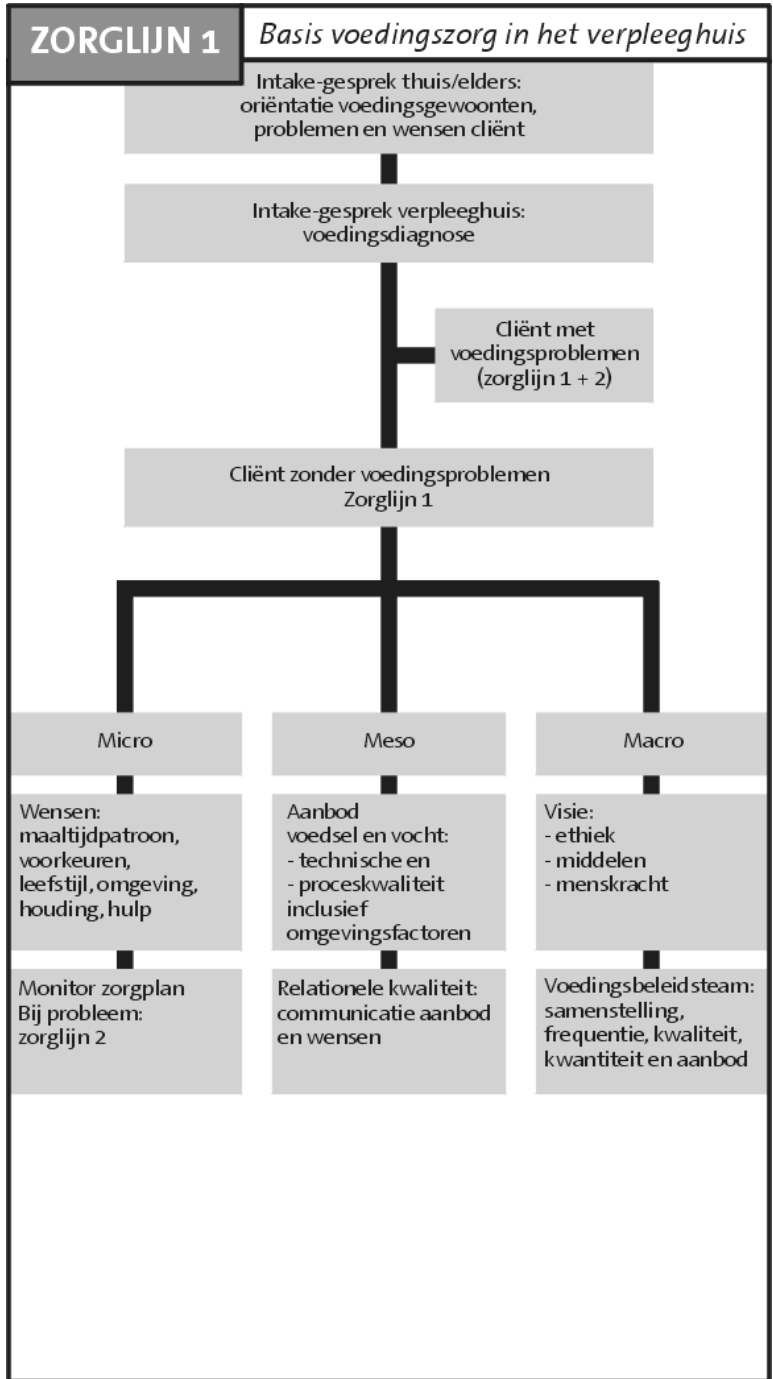 ZORGLIJN 1
Basis voedingszorg in het verpleeghuis
Intake-gesprek thuis/elders:
oriëntatie voedingsgewoonten,
problemen en wensen cliënt
Intake-gesprek verpleeghuis:
voedingsdiagnose
Cliënt met
voedingsproblemen
(zorglijn 1 + 2)
Cliënt zonder voedingsproblemen
Zorglijn 1
Micro
Wensen:
maaltijdpatroon,
voorkeuren,
leefstijl, omgeving,
houding, hulp
Monitor zorgplan
Bij probleem:
zorglijn 2
Meso
Aanbod
voedsel en vocht:
- technische en
- proceskwaliteit
inclusief
omgevingsfactoren
Relationele kwaliteit:
communicatie aanbod
en wensen
Macro
Visie:
- ethiek
- middelen
- menskracht
Voedingsbeleidsteam:
samenstelling,
frequentie, kwaliteit,
kwantiteit en aanbod